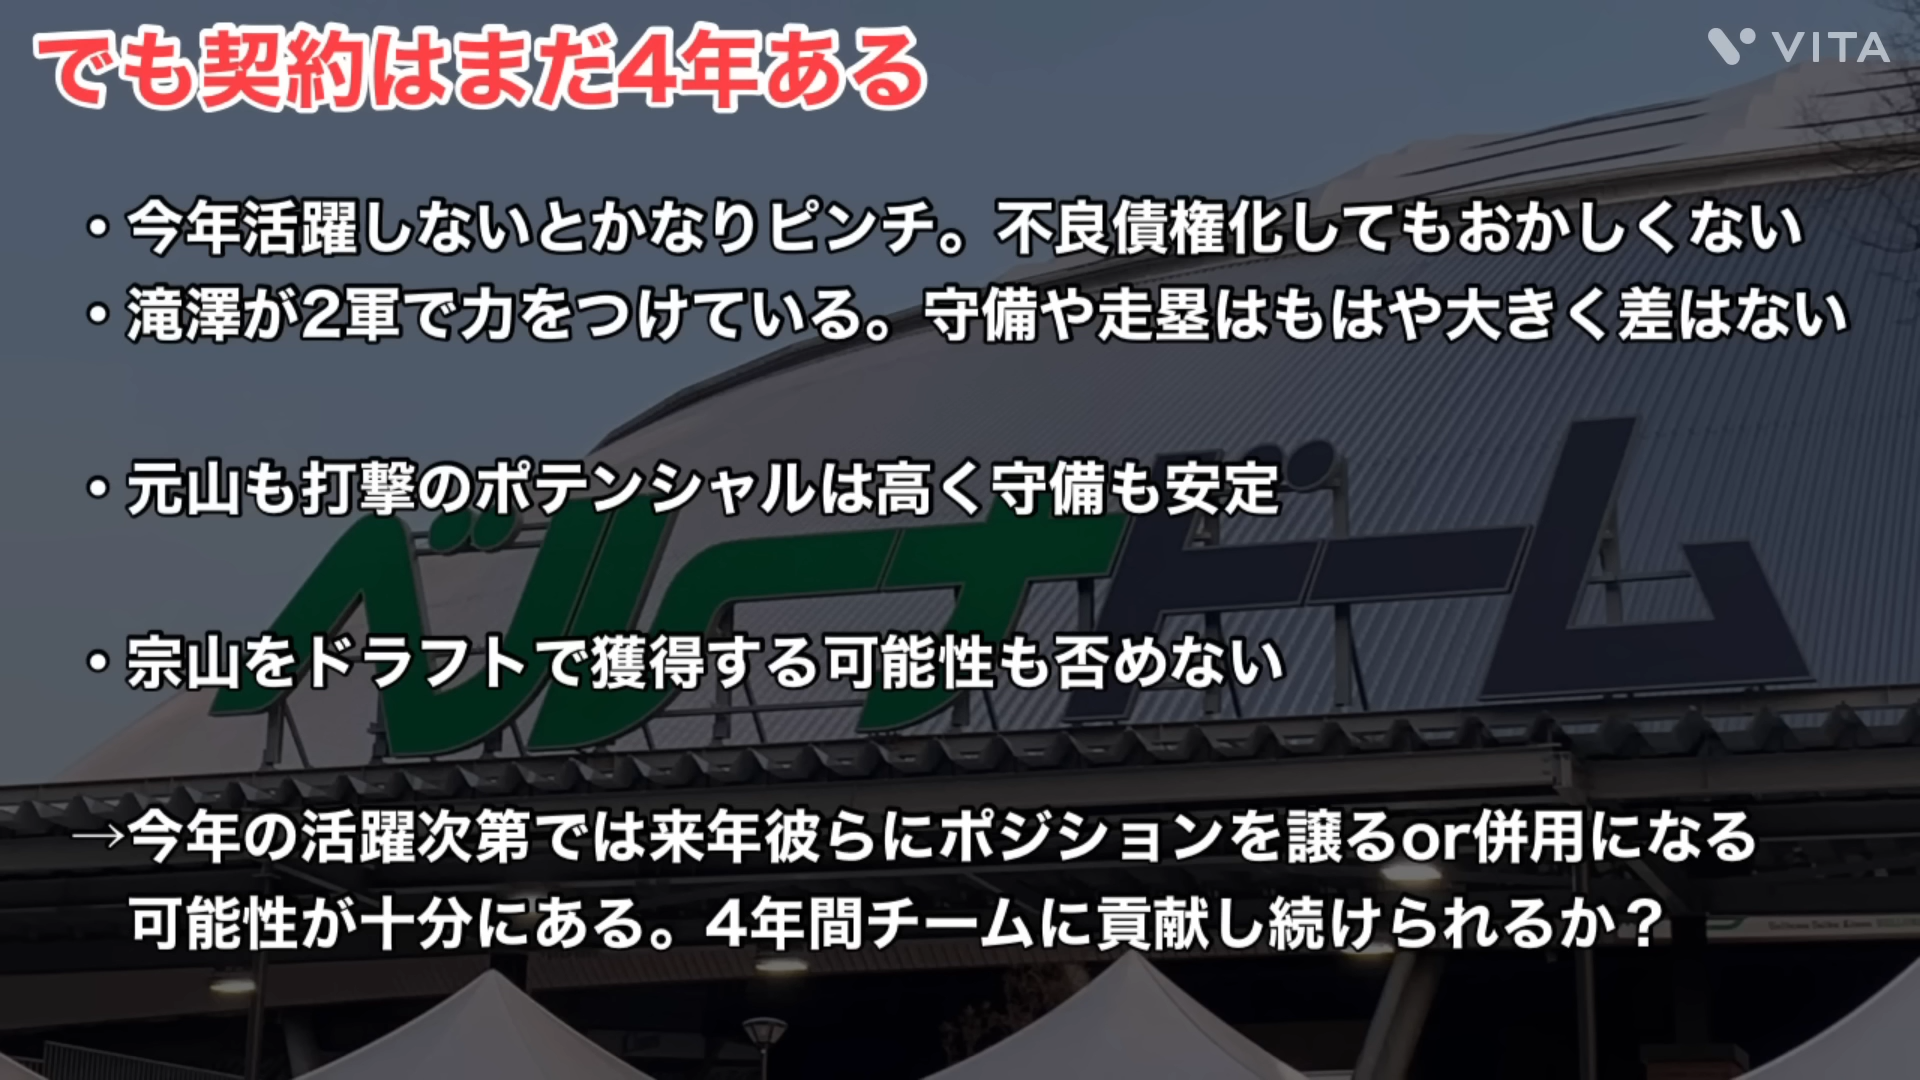 でも契約はまだ4年ある
VITA
・今年活躍しないとかなりピンチ。不良債権化してもおかしくない
・滝澤が2軍で力をつけている。守備や走塁はもはや大きく差はない
・元山も打撃のポテンシャルは高く守備も安定
ベルーナドーム
・宗山をドラフトで獲得する可能性も否めない
→今年の活躍次第では来年彼らにポジションを譲るor併用になる
可能性が十分にある。4年間チームに貢献し続けられるか？